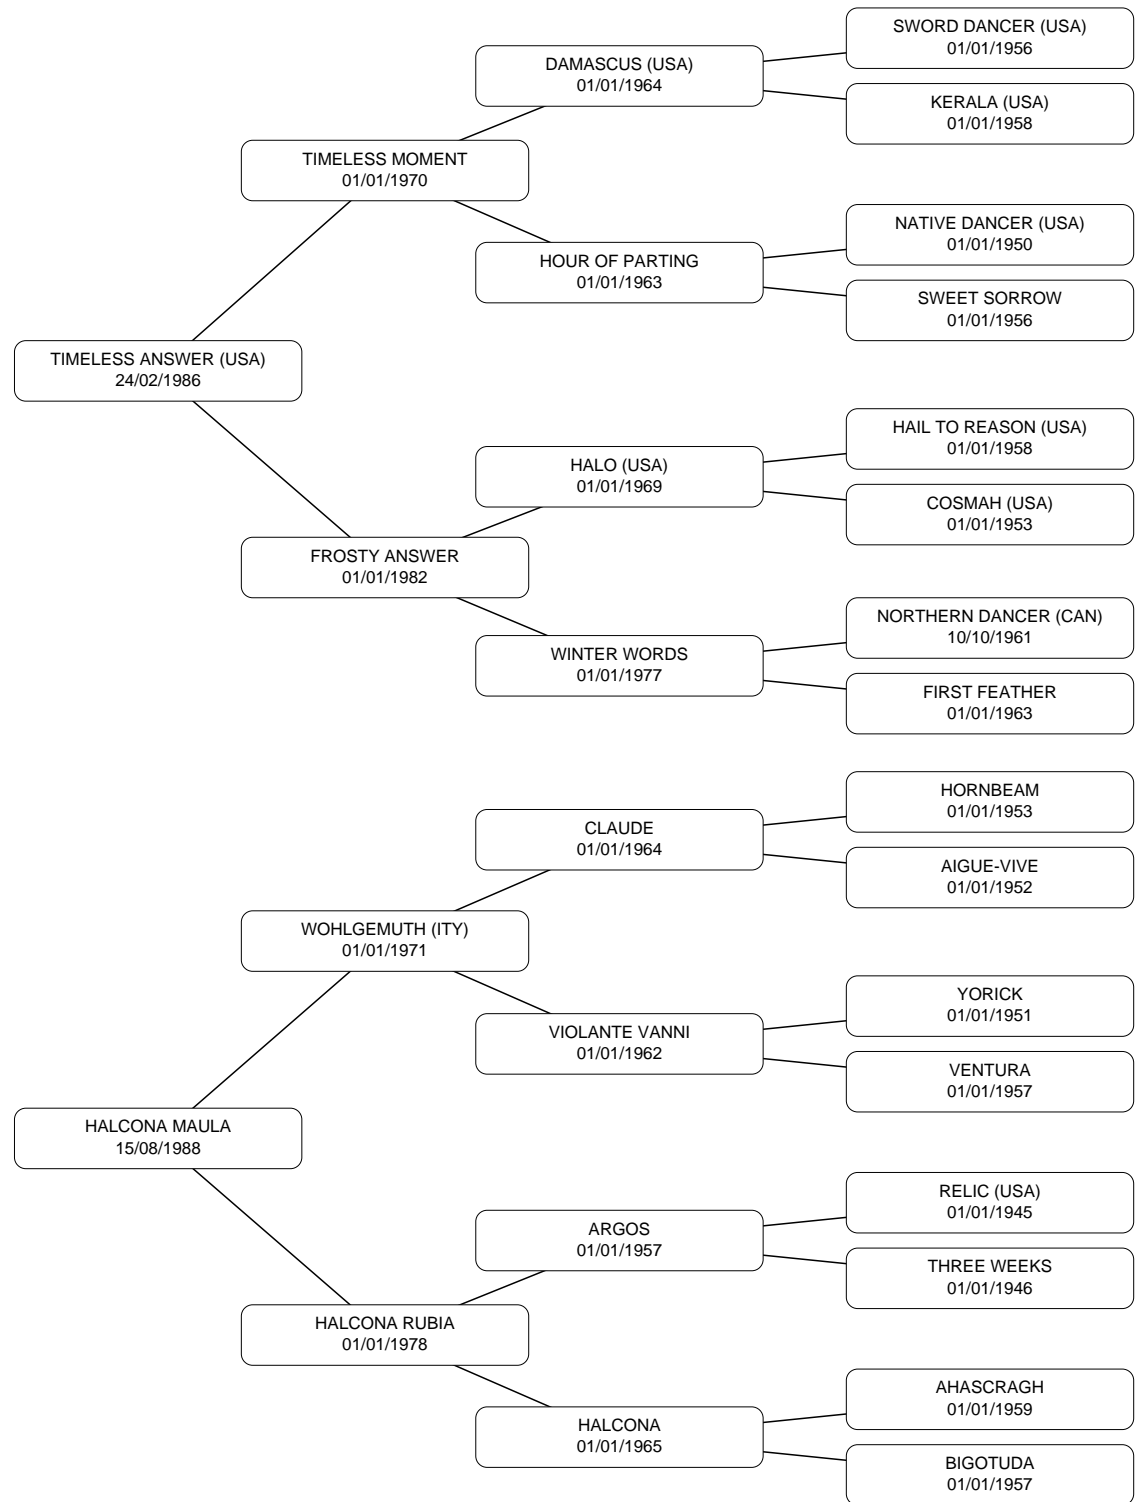 SWORD DANCER (USA)
01/01/1956
DAMASCUS (USA)
01/01/1964
KERALA (USA)
01/01/1958
TIMELESS MOMENT
01/01/1970
NATIVE DANCER (USA)
01/01/1950
HOUR OF PARTING
01/01/1963
SWEET SORROW
01/01/1956
TIMELESS ANSWER (USA)
24/02/1986
HAIL TO REASON (USA)
01/01/1958
HALO (USA)
01/01/1969
COSMAH (USA)
01/01/1953
FROSTY ANSWER
01/01/1982
NORTHERN DANCER (CAN)
10/10/1961
WINTER WORDS
01/01/1977
FIRST FEATHER
01/01/1963
HORNBEAM
01/01/1953
CLAUDE
01/01/1964
AIGUE-VIVE
01/01/1952
WOHLGEMUTH (ITY)
01/01/1971
YORICK
01/01/1951
VIOLANTE VANNI
01/01/1962
VENTURA
01/01/1957
HALCONA MAULA
15/08/1988
RELIC (USA)
01/01/1945
ARGOS
01/01/1957
THREE WEEKS
01/01/1946
HALCONA RUBIA
01/01/1978
AHASCRAGH
01/01/1959
HALCONA
01/01/1965
BIGOTUDA
01/01/1957